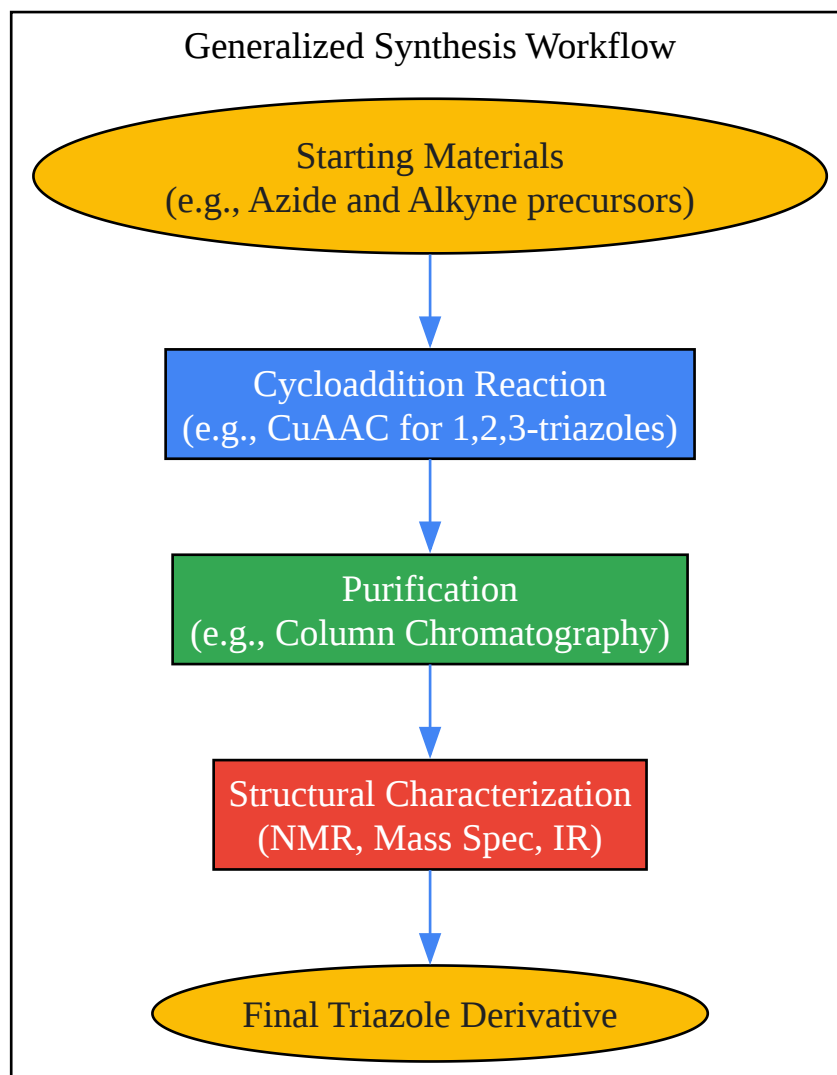 Generalized Synthesis Workflow
Starting Materials
(e.g., Azide and Alkyne precursors)
Cycloaddition Reaction
(e.g., CuAAC for 1,2,3-triazoles)
Purification
(e.g., Column Chromatography)
Structural Characterization
(NMR, Mass Spec, IR)
Final Triazole Derivative